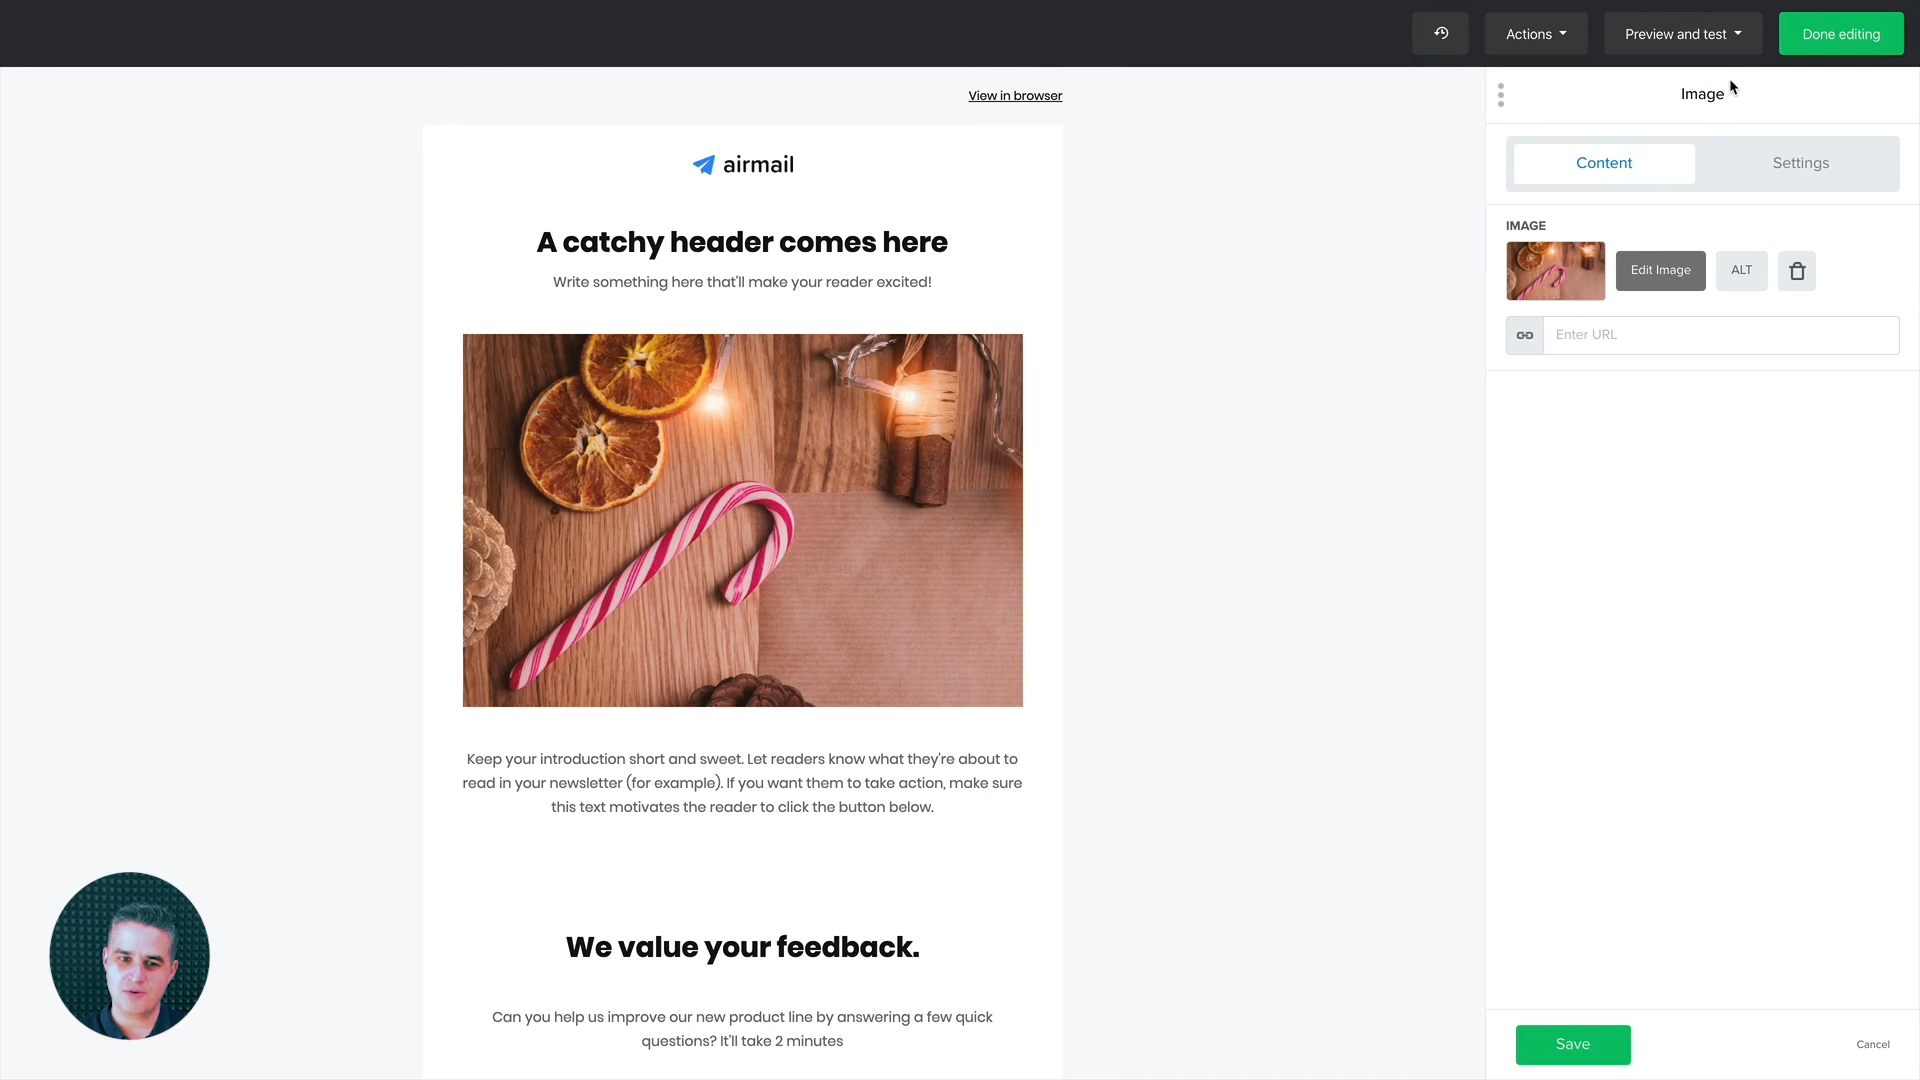 Actions
Preview and test
Done editing
View in browser
Image
airmail
Content
Settings
A catchy header comes here
Write something here that'll make your reader excited!
IMAGE
Edit Image
ALT
Enter URL
Keep your introduction short and sweet. Let readers know what they're about to
read in your newsletter (for example). If you want them to take action, make sure
this text motivates the reader to click the button below.
We value your feedback.
Can you help us improve our new product line by answering a few quick
questions? It'll take 2 minutes
Save
Cancel